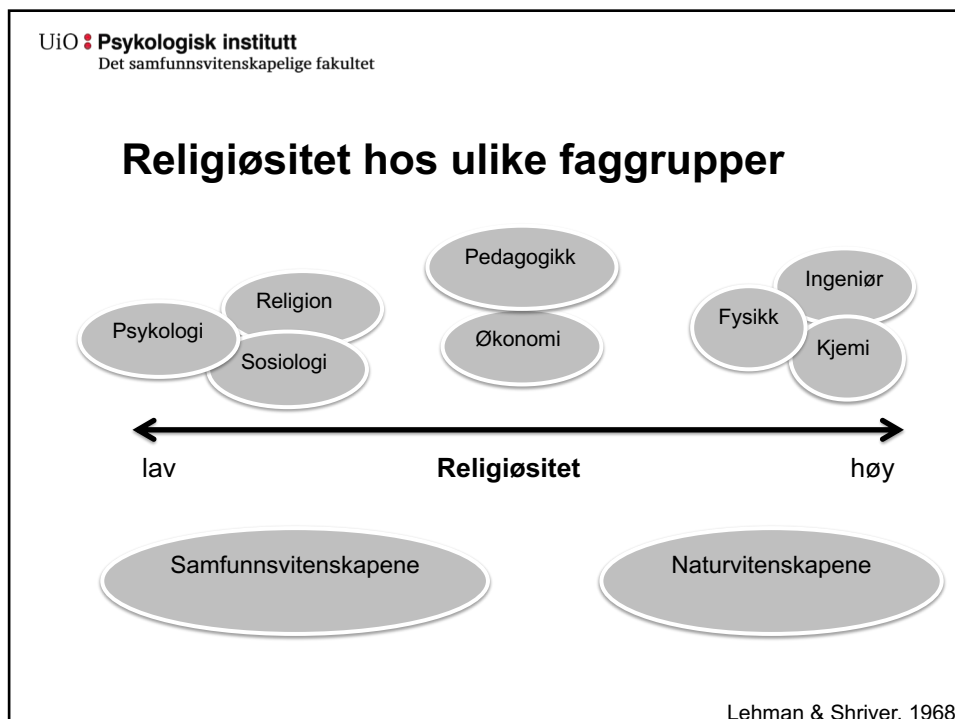 UiO Psykologisk institutt
Det samfunnsvitenskapelige fakultet
Religiøsitet hos ulike faggrupper
Psykologi
Religion
Sosiologi
Pedagogikk
Økonomi
Fysikk
Ingeniør
Kjemi
lav
Religiøsitet
høy
Samfunnsvitenskapene
Naturvitenskapene
Lehman & Shriver, 1968